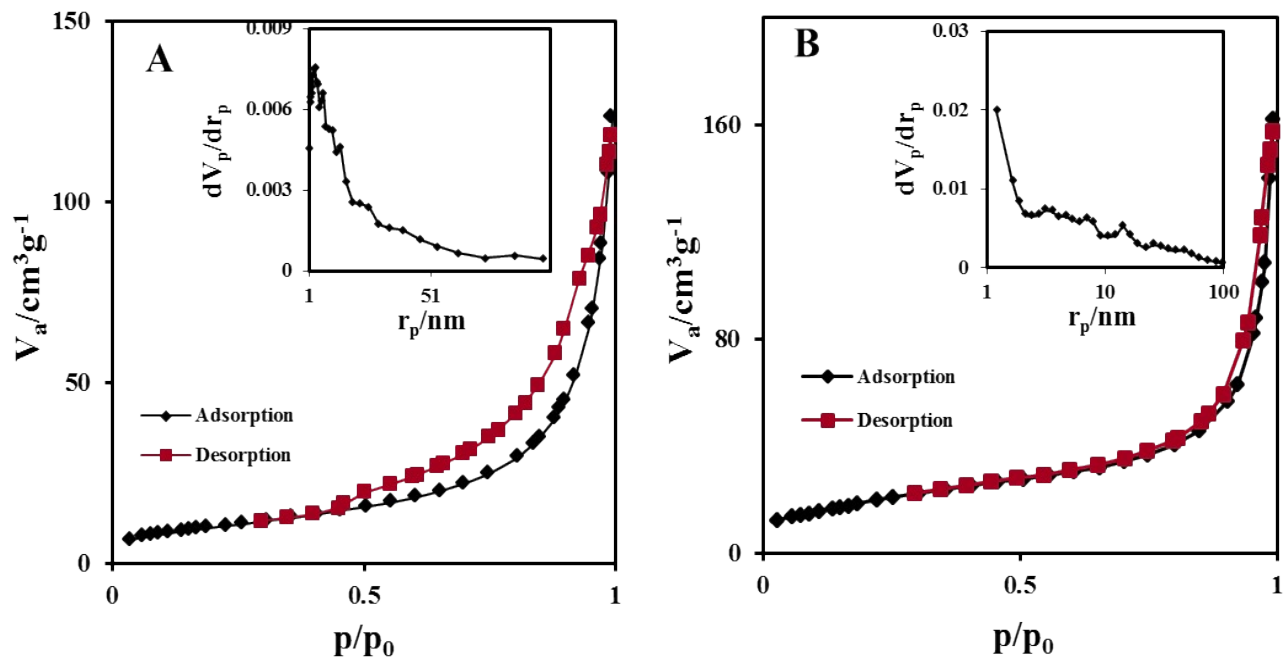 A
150
100
50
0
0
0.5
1
Vₐ/cm³g⁻¹
p/p₀
Adsorption
Desorption
0.009
0.006
0.003
0
1
51
dVₚ/drₚ
rₚ/nm
B
160
80
0
0
0.5
1
Vₐ/cm³g⁻¹
p/p₀
Adsorption
Desorption
0.03
0.02
0.01
0
1
10
100
dVₚ/drₚ
rₚ/nm